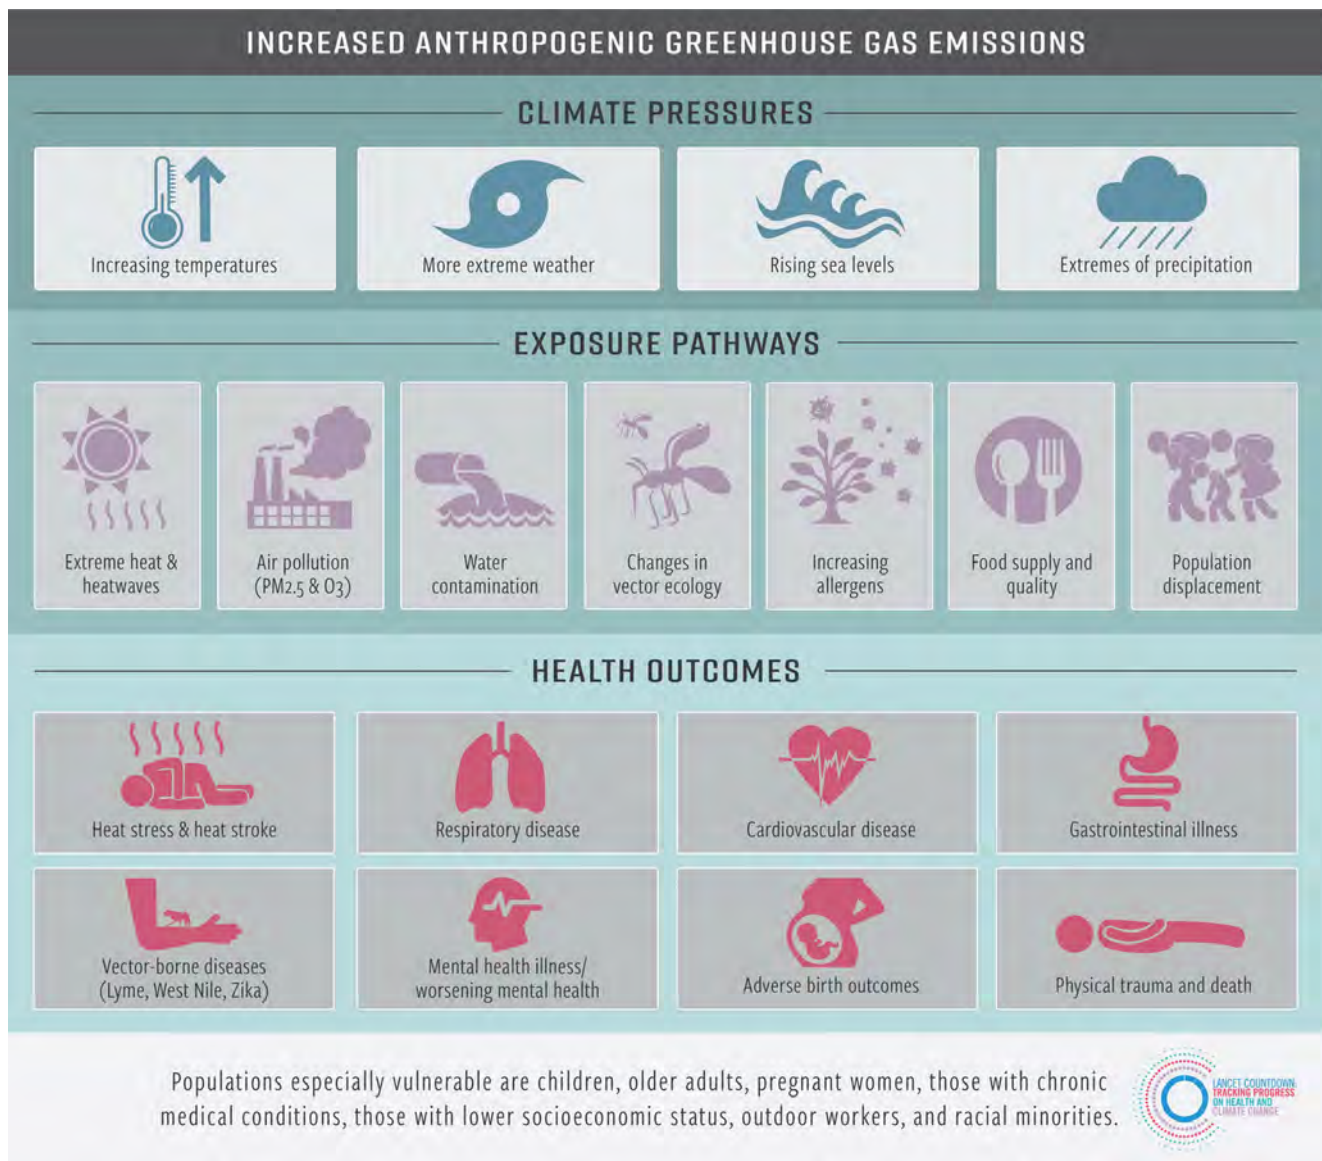 INCREASED ANTHROPOGENIC GREENHOUSE GAS EMISSIONS
CLIMATE PRESSURES
Increasing temperatures
More extreme weather
Rising sea levels
Extremes of precipitation
EXPOSURE PATHWAYS
Extreme heat &
heatwaves
Air pollution
(PM2.5 & O3)
Water
contamination
Changes in
vector ecology
Increasing
allergens
Food supply and
quality
Population
displacement
HEALTH OUTCOMES
Heat stress & heat stroke
Respiratory disease
Cardiovascular disease
Gastrointestinal illness
Vector-borne diseases
(Lyme, West Nile, Zika)
Mental health illness/
worsening mental health
Adverse birth outcomes
Physical trauma and death
Populations especially vulnerable are children, older adults, pregnant women, those with chronic
medical conditions, those with lower socioeconomic status, outdoor workers, and racial minorities.
LANCET COUNTDOWN:
TRACKING PROGRESS
ON HEALTH AND
CLIMATE CHANGE